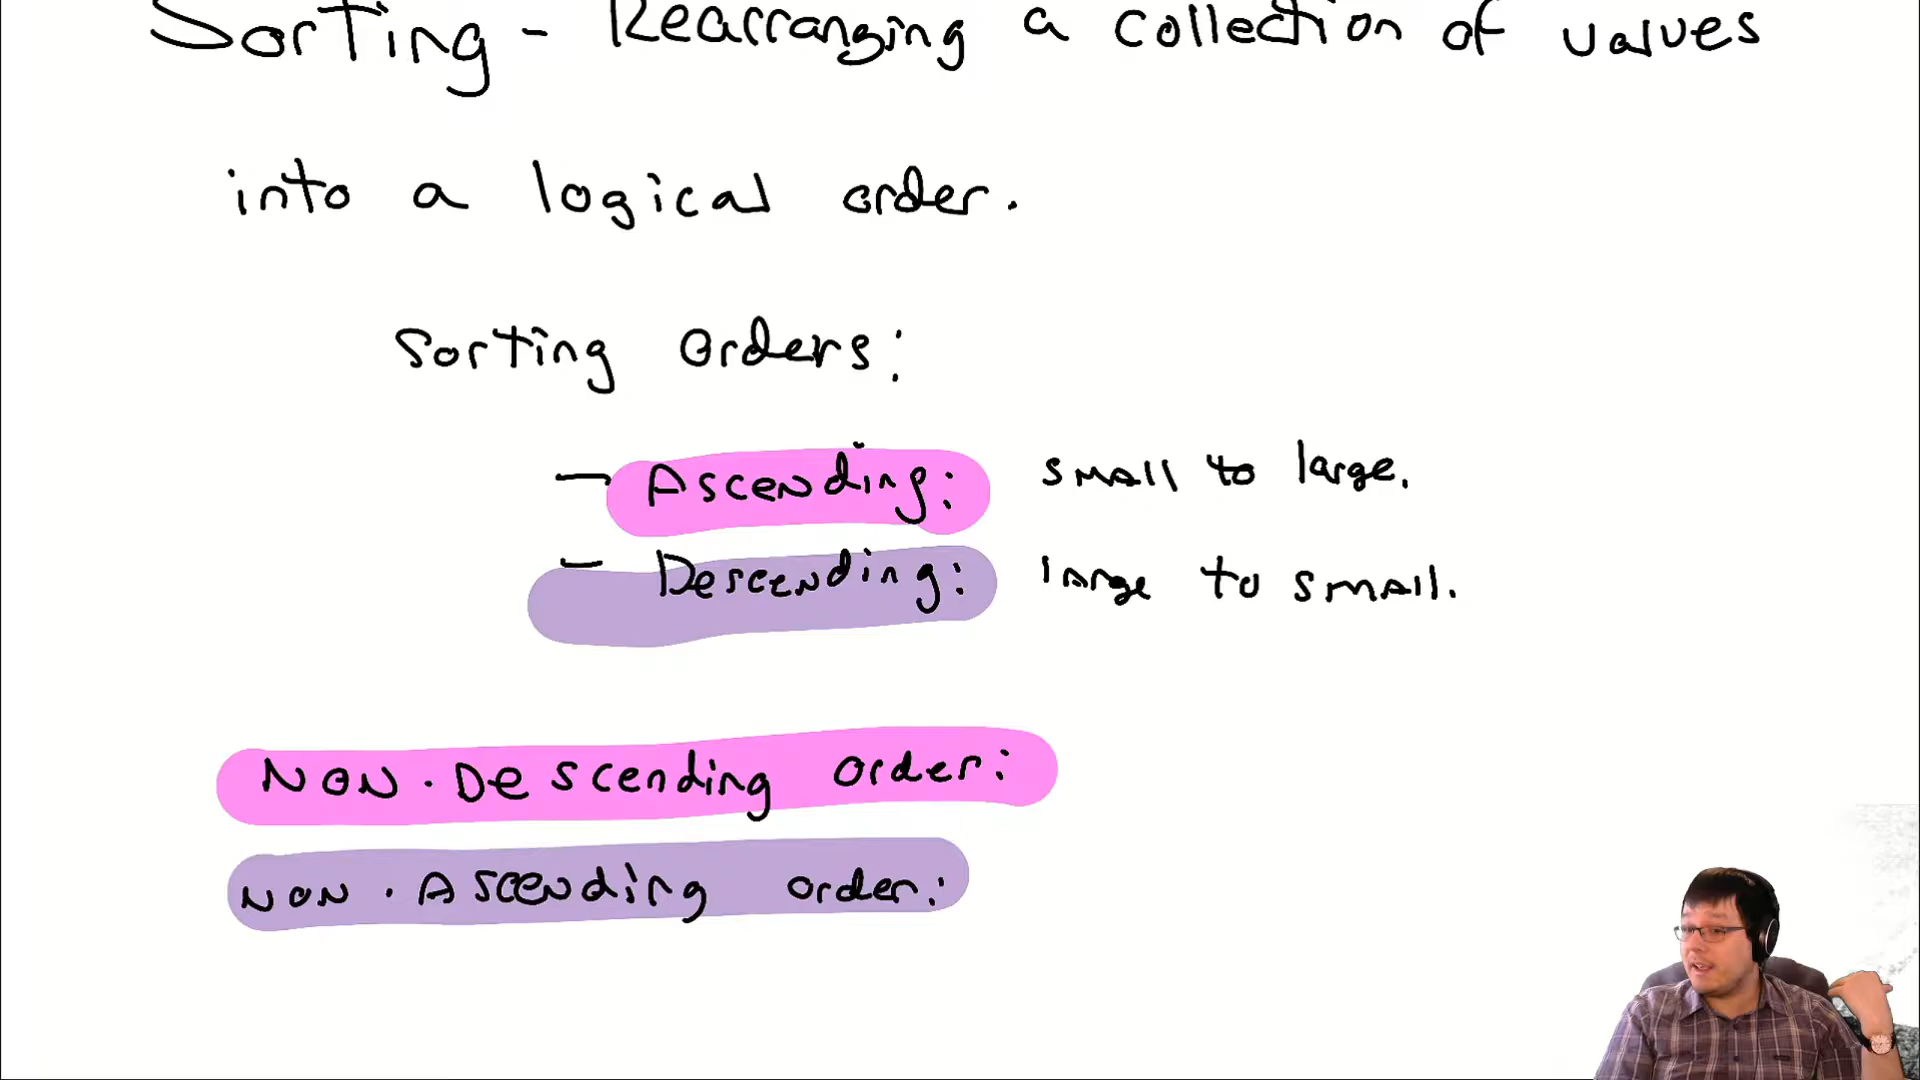 Sorting - Rearranging a collection of values
into a logical order.
Sorting orders:
- Ascending: small to large.
- Descending: large to small.
Non-Descending order:
Non-Ascending order: